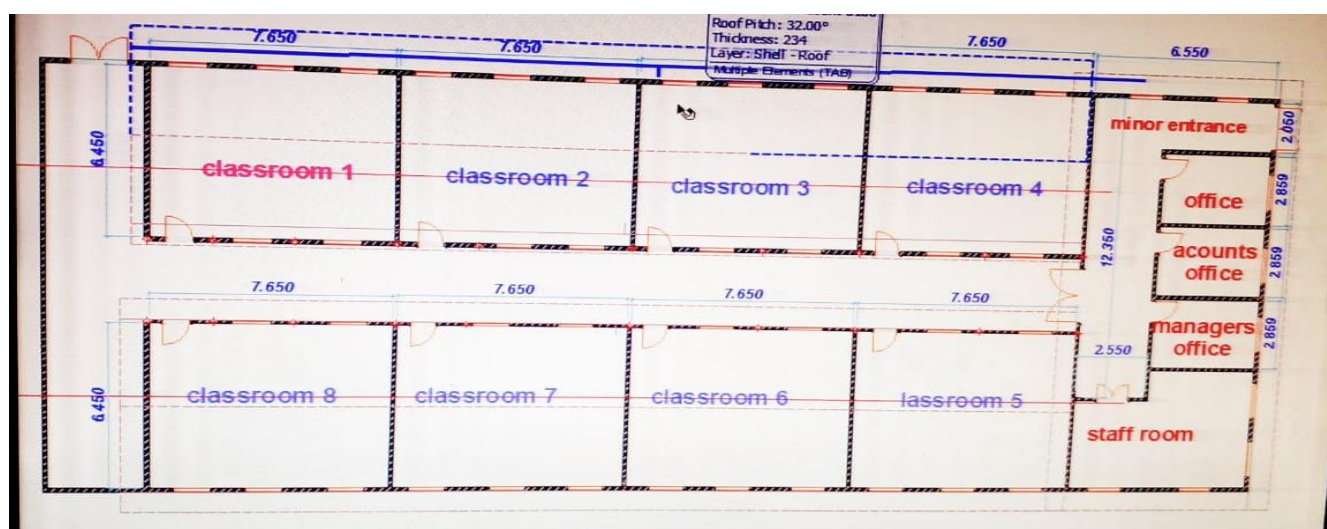 Roof Pitch: 32.00°
Thickness: 234
Layer: Shell - Roof
Multiple Elements (TAB)
7.650
7.650
7.650
6.550
6.450
minor entrance
2.050
classroom 1
classroom 2
classroom 3
classroom 4
office
2.859
12.350
acounts
office
2.859
7.650
7.650
7.650
7.650
managers
office
2.859
2.550
6.450
classroom 8
classroom 7
classroom 6
lassroom 5
staff room